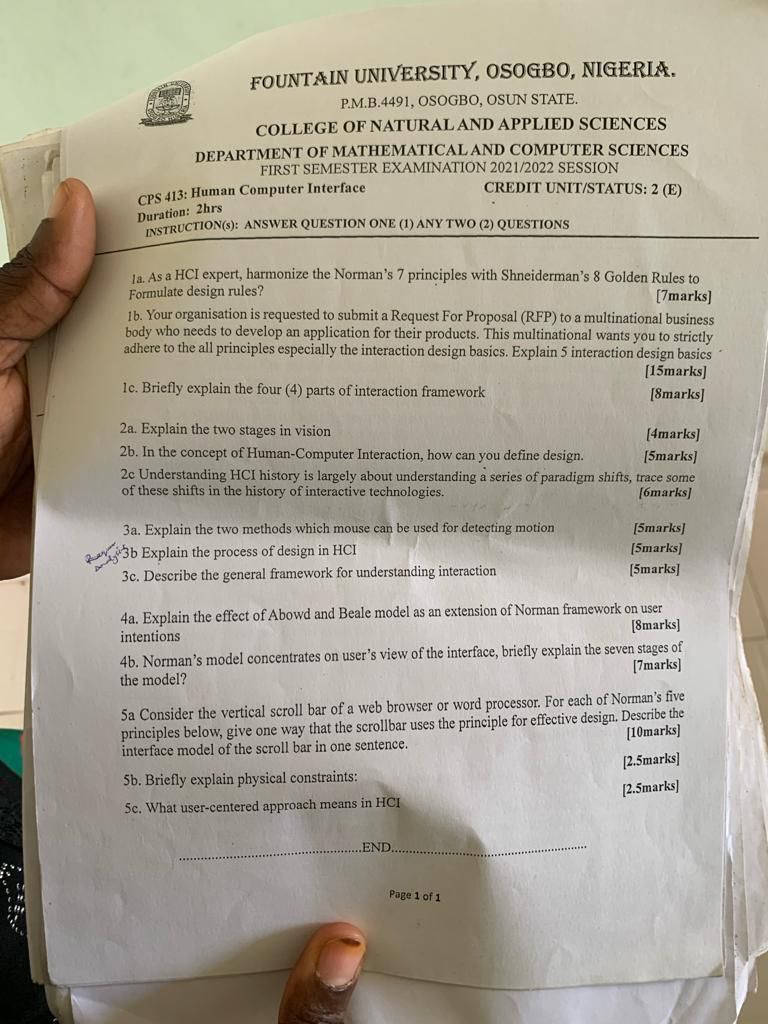 FOUNTAIN UNIVERSITY, OSOGBO, NIGERIA.
P.M.B.4491, OSOGBO, OSUN STATE.
COLLEGE OF NATURAL AND APPLIED SCIENCES
DEPARTMENT OF MATHEMATICAL AND COMPUTER SCIENCES
FIRST SEMESTER EXAMINATION 2021/2022 SESSION
CPS 413: Human Computer Interface CREDIT UNIT/STATUS: 2 (E)
Duration: 2hrs
INSTRUCTION(s): ANSWER QUESTION ONE (1) ANY TWO (2) QUESTIONS
1a. As a HCI expert, harmonize the Norman's 7 principles with Shneiderman's 8 Golden Rules to
Formulate design rules? [7marks]
1b. Your organisation is requested to submit a Request For Proposal (RFP) to a multinational business
body who needs to develop an application for their products. This multinational wants you to strictly
adhere to the all principles especially the interaction design basics. Explain 5 interaction design basics
[15marks]
1c. Briefly explain the four (4) parts of interaction framework [8marks]
2a. Explain the two stages in vision [4marks]
2b. In the concept of Human-Computer Interaction, how can you define design. [5marks]
2c Understanding HCI history is largely about understanding a series of paradigm shifts, trace some
of these shifts in the history of interactive technologies. [6marks]
3a. Explain the two methods which mouse can be used for detecting motion [5marks]
3b Explain the process of design in HCI [5marks]
3c. Describe the general framework for understanding interaction [5marks]
4a. Explain the effect of Abowd and Beale model as an extension of Norman framework on user
intentions [8marks]
4b. Norman's model concentrates on user's view of the interface, briefly explain the seven stages of
the model? [7marks]
5a Consider the vertical scroll bar of a web browser or word processor. For each of Norman's five
principles below, give one way that the scrollbar uses the principle for effective design. Describe the
interface model of the scroll bar in one sentence. [10marks]
5b. Briefly explain physical constraints: [2.5marks]
5c. What user-centered approach means in HCI [2.5marks]
..............................END..............................
Page 1 of 1